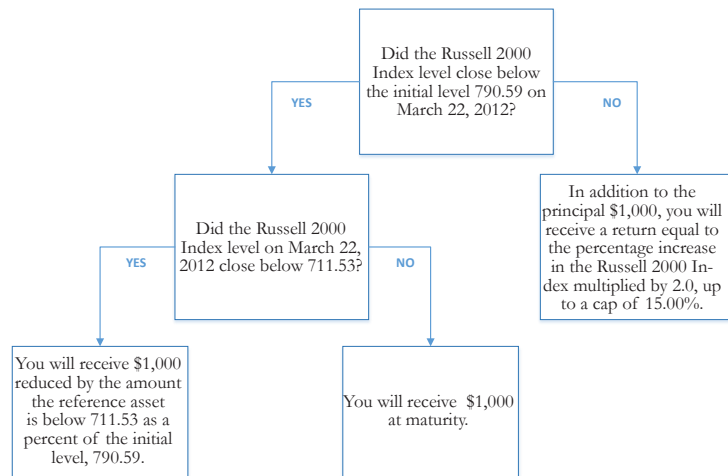 Did the Russell 2000
Index level close below
the initial level 790.59 on
March 22, 2012?
YES
NO
Did the Russell 2000
Index level on March 22,
2012 close below 711.53?
In addition to the
principal $1,000, you will
receive a return equal to
the percentage increase
in the Russell 2000 In-
dex multiplied by 2.0, up
to a cap of 15.00%.
YES
NO
You will receive $1,000
reduced by the amount
the reference asset
is below 711.53 as a
percent of the initial
level, 790.59.
You will receive $1,000
at maturity.